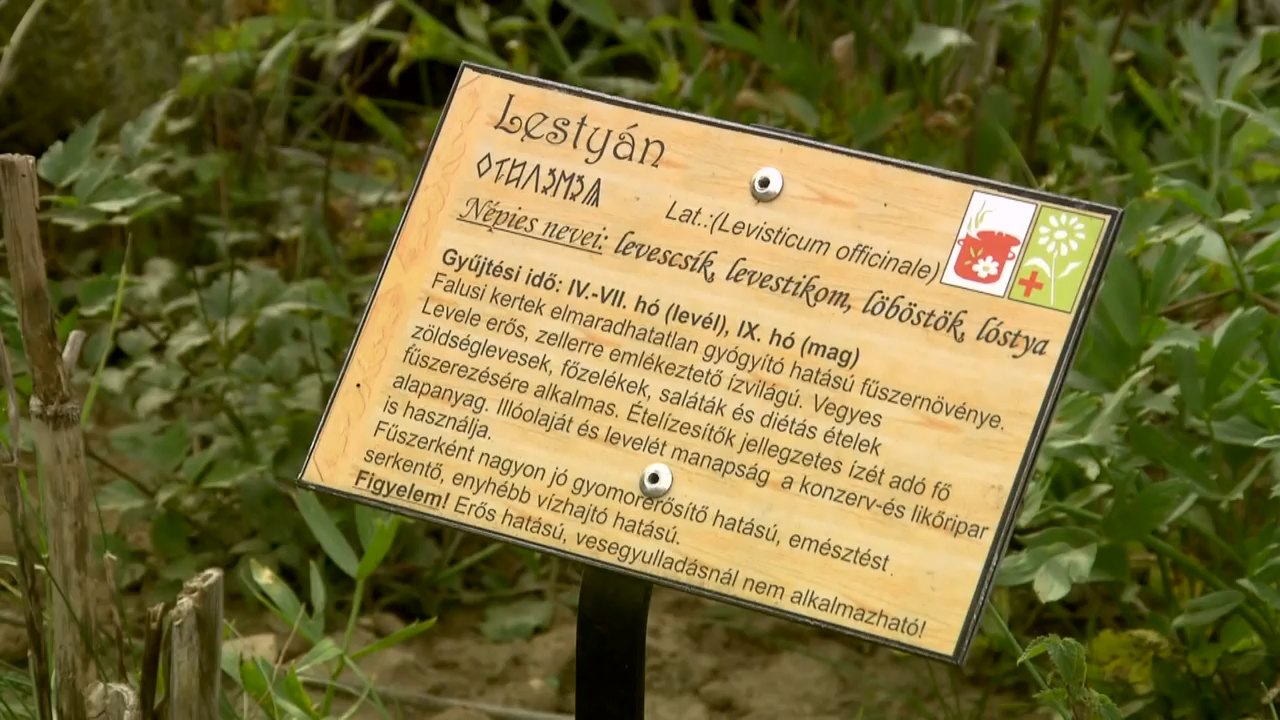 Lestyán
Lat.:(Levisticum officinale)
Népies nevei: levescsík, levestikom, löböstök, lóstya
Gyűjtési idő: IV.-VII. hó (levél), IX. hó (mag)
Falusi kertek elmaradhatatlan gyógyító hatású fűszernövénye.
Levele erős, zellerre emlékeztető ízvilágú. Vegyes
zöldséglevesek, főzelékek, saláták és diétás ételek
fűszerezésére alkalmas. Ételízesítők jellegzetes ízét adó fő
alapanyag. Illóolaját és levelét manapság a konzerv-és likőripar
is használja.
Fűszerként nagyon jó gyomorerősítő hatású, emésztést
serkentő, enyhébb vízhajtó hatású.
Figyelem! Erős hatású, vesegyulladásnál nem alkalmazható!